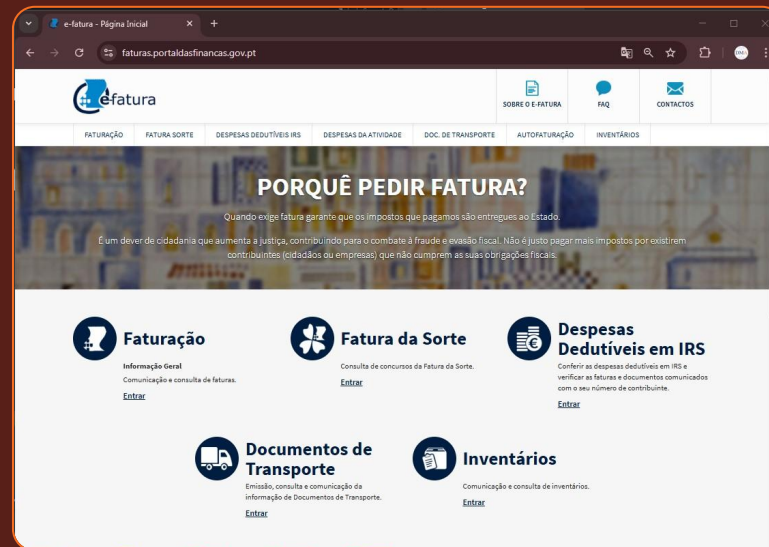 e-fatura - Página Inicial
faturas.portaldasfinancas.gov.pt
DMA
e-fatura
SOBRE O E-FATURA
FAQ
CONTACTOS
FATURAÇÃO
FATURA SORTE
DESPESAS DEDUTÍVEIS IRS
DESPESAS DA ATIVIDADE
DOC. DE TRANSPORTE
AUTOFATURAÇÃO
INVENTÁRIOS
PORQUÊ PEDIR FATURA?
Quando exige fatura garante que os impostos que pagamos são entregues ao Estado.
É um dever de cidadania que aumenta a justiça, contribuindo para o combate à fraude e evasão fiscal. Não é justo pagar mais impostos por existirem
contribuintes (cidadãos ou empresas) que não cumprem as suas obrigações fiscais.
Faturação
Informação Geral
Comunicação e consulta de faturas.
Entrar
Fatura da Sorte
Consulta de concursos da Fatura da Sorte.
Entrar
Despesas
Dedutíveis em IRS
Conferir as despesas dedutíveis em IRS e
verificar as faturas e documentos comunicados
com o seu número de contribuinte.
Entrar
Documentos de
Transporte
Emissão, consulta e comunicação da
informação de Documentos de Transporte.
Entrar
Inventários
Comunicação e consulta de inventários.
Entrar